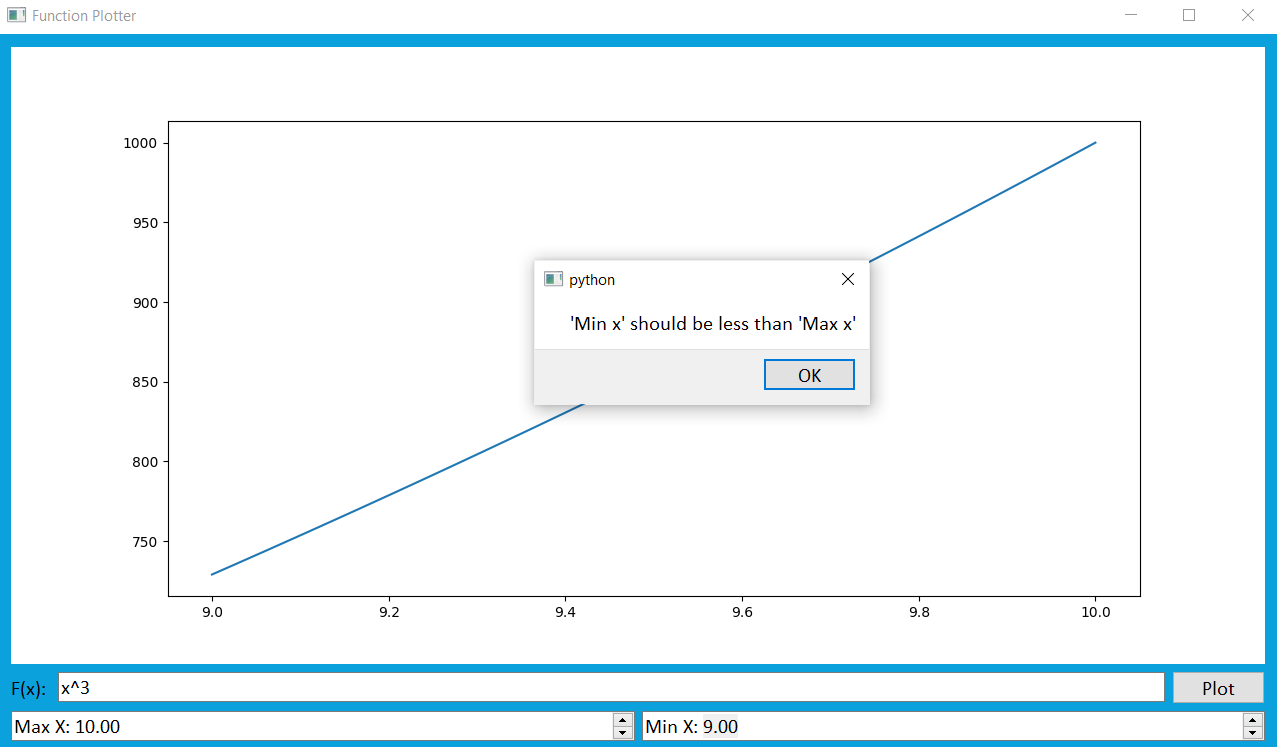 Function Plotter
1000
950
900
850
800
750
python
'Min x' should be less than 'Max x'
OK
9.0 9.2 9.4 9.6 9.8 10.0
F(x): x^3 Plot
Max X: 10.00 Min X: 9.00